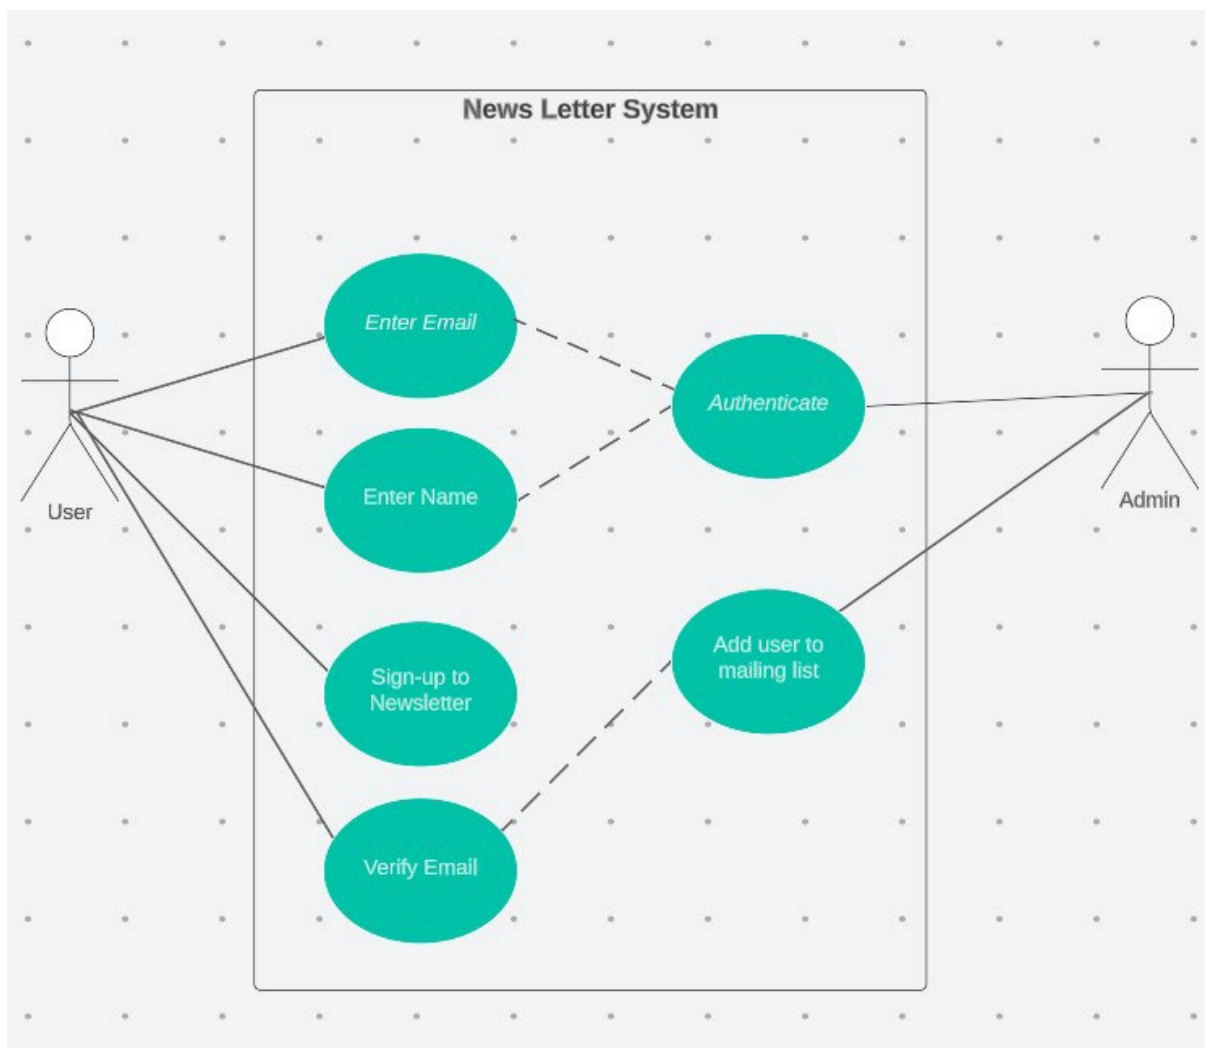 News Letter System
Enter Email
Authenticate
Enter Name
User
Admin
Sign-up to
Newsletter
Add user to
mailing list
Verify Email